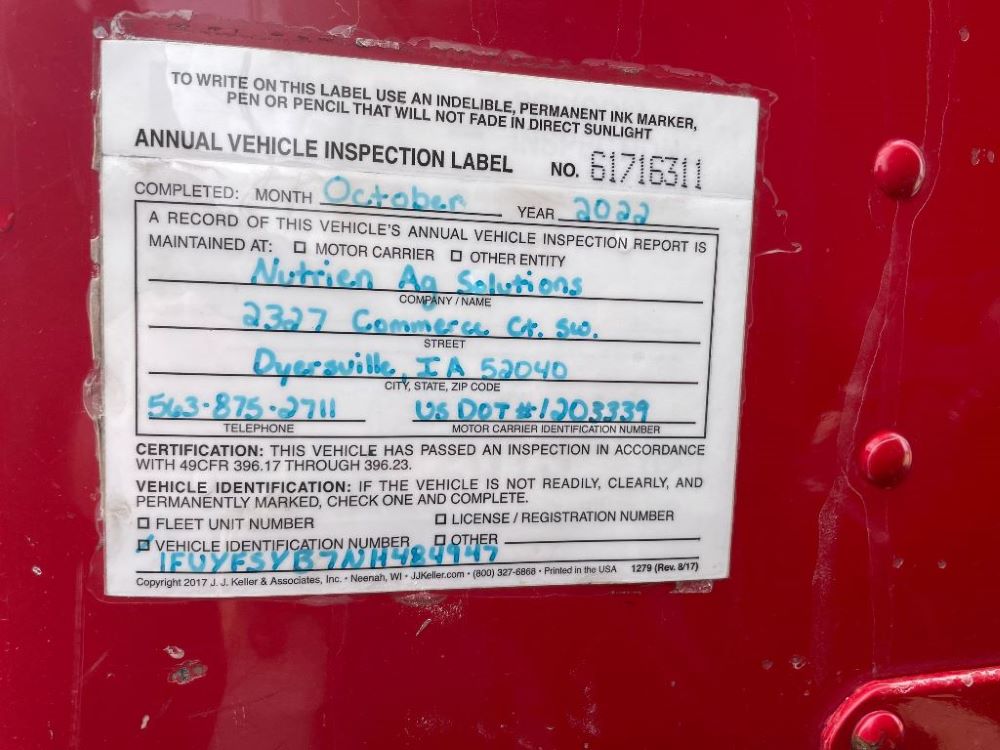 TO WRITE ON THIS LABEL USE AN INDELIBLE, PERMANENT INK MARKER,
PEN OR PENCIL THAT WILL NOT FADE IN DIRECT SUNLIGHT
ANNUAL VEHICLE INSPECTION LABEL NO. 61716311
COMPLETED: MONTH October YEAR 2022
A RECORD OF THIS VEHICLE'S ANNUAL VEHICLE INSPECTION REPORT IS
MAINTAINED AT: ☐ MOTOR CARRIER ☐ OTHER ENTITY
Nutrien Ag Solutions
COMPANY / NAME
2327 Commerce Ct. SW.
STREET
Dyersville, IA 52040
CITY, STATE, ZIP CODE
563-875-2711 US DOT #1203339
TELEPHONE MOTOR CARRIER IDENTIFICATION NUMBER
CERTIFICATION: THIS VEHICLE HAS PASSED AN INSPECTION IN ACCORDANCE
WITH 49CFR 396.17 THROUGH 396.23.
VEHICLE IDENTIFICATION: IF THE VEHICLE IS NOT READILY, CLEARLY, AND
PERMANENTLY MARKED, CHECK ONE AND COMPLETE.
☐ FLEET UNIT NUMBER ☐ LICENSE / REGISTRATION NUMBER
☑ VEHICLE IDENTIFICATION NUMBER ☐ OTHER
1FUYFSYB7NH484947
Copyright 2017 J. J. Keller & Associates, Inc. • Neenah, WI • JJKeller.com • (800) 327-6868 • Printed in the USA 1279 (Rev. 8/17)